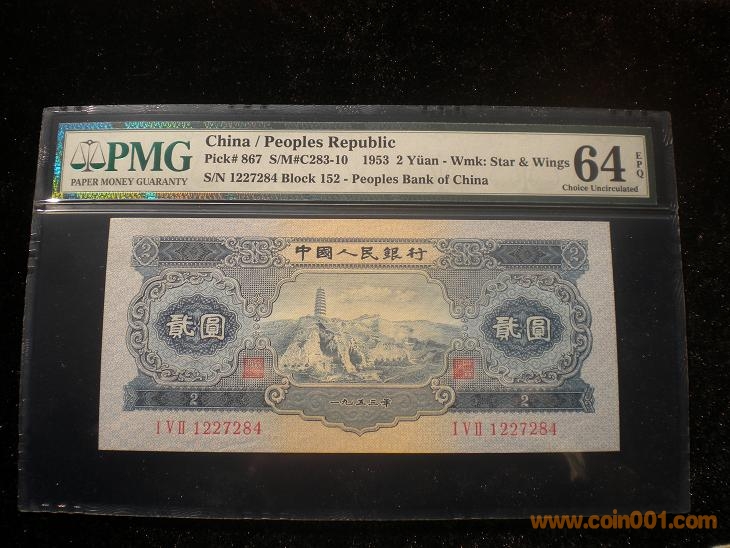 PMG
PAPER MONEY GUARANTY
China / Peoples Republic
Pick# 867 S/M#C283-10 1953 2 Yüan - Wmk: Star & Wings
S/N 1227284 Block 152 - Peoples Bank of China
64 EPQ
Choice Uncirculated
2 中國人民銀行 2
貳圓 貳圓
2 一九五三年 2
I V II 1227284 I V II 1227284
www.coin001.com